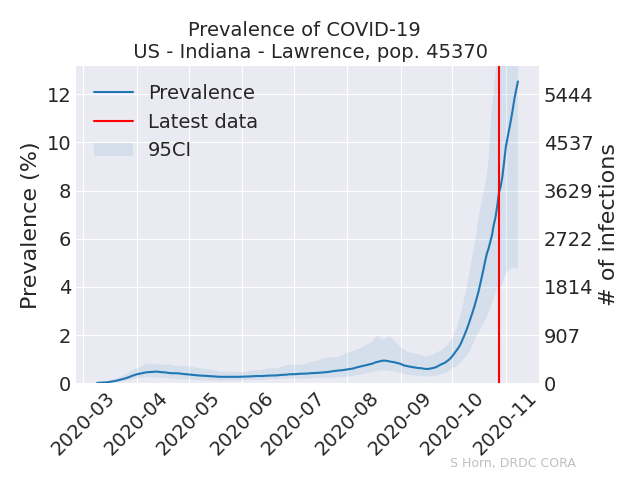 Prevalence of COVID-19
US - Indiana - Lawrence, pop. 45370
Prevalence
Latest data
95CI
Prevalence (%)
12
10
8
6
4
2
0
5444
4537
3629
2722
1814
907
0
# of infections
2020-03
2020-04
2020-05
2020-06
2020-07
2020-08
2020-09
2020-10
2020-11
S Horn, DRDC CORA